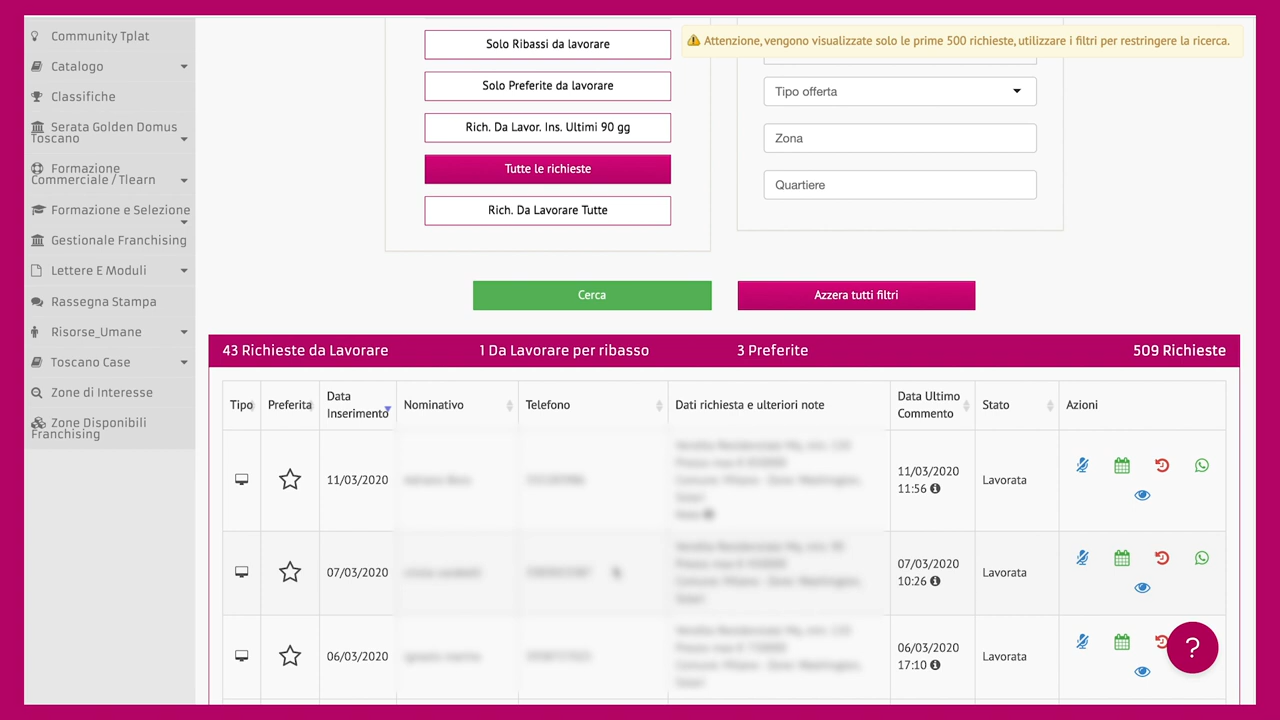 Community Tplat
Catalogo
Classifiche
Serata Golden Domus
Toscano
Formazione
Commerciale / Tlearn
Formazione e Selezione
Gestionale Franchising
Lettere E Moduli
Rassegna Stampa
Risorse_Umane
Toscano Case
Zone di Interesse
Zone Disponibili
Franchising
Solo Ribassi da lavorare
Solo Preferite da lavorare
Rich. Da Lavor. Ins. Ultimi 90 gg
Tutte le richieste
Rich. Da Lavorare Tutte
Attenzione, vengono visualizzate solo le prime 500 richieste, utilizzare i filtri per restringere la ricerca.
Tipo offerta
Zona
Quartiere
Cerca
Azzera tutti filtri
43 Richieste da Lavorare 1 Da Lavorare per ribasso 3 Preferite 509 Richieste
Tipo Preferita Data Inserimento Nominativo Telefono Dati richiesta e ulteriori note Data Ultimo Commento Stato Azioni
11/03/2020 11/03/2020 11:56 Lavorata
07/03/2020 07/03/2020 10:26 Lavorata
06/03/2020 06/03/2020 17:10 Lavorata
?